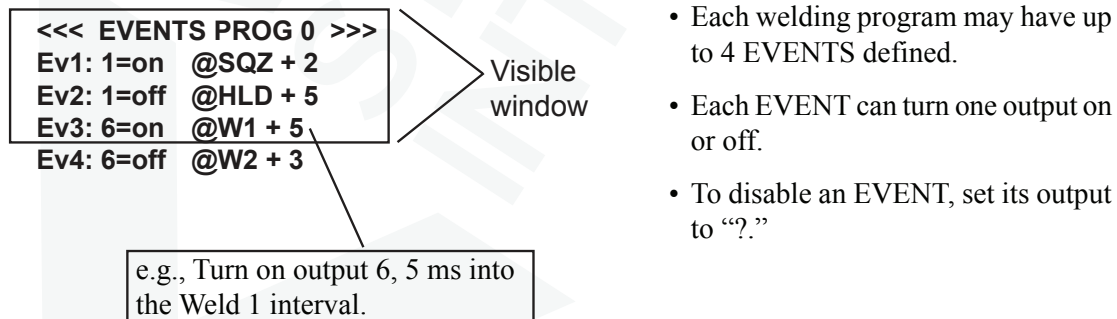 <<< EVENTS PROG 0 >>>
Ev1: 1=on @SQZ + 2
Ev2: 1=off @HLD + 5
Ev3: 6=on @W1 + 5
Ev4: 6=off @W2 + 3
Visible
window
e.g., Turn on output 6, 5 ms into
the Weld 1 interval.
• Each welding program may have up
to 4 EVENTS defined.
• Each EVENT can turn one output on
or off.
• To disable an EVENT, set its output
to “?.”